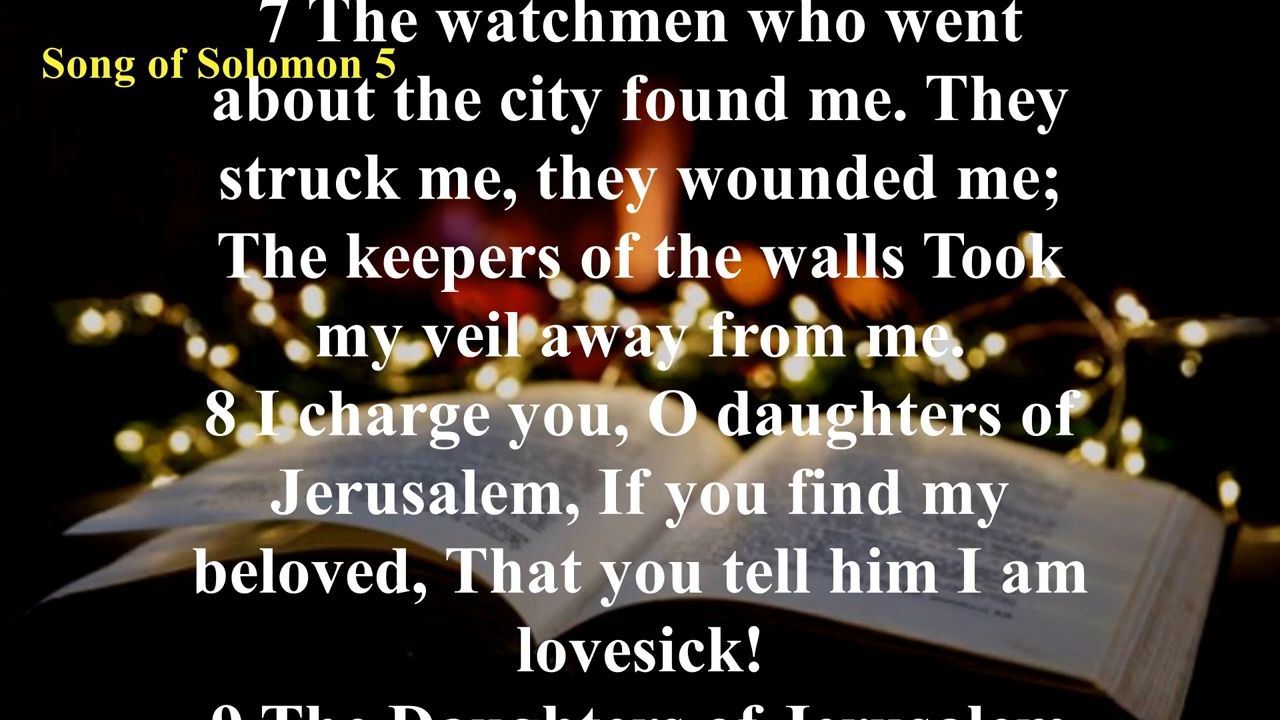 7 The watchmen who went
Song of Solomon 5
about the city found me. They
struck me, they wounded me;
The keepers of the walls Took
my veil away from me.
8 I charge you, O daughters of
Jerusalem, If you find my
beloved, That you tell him I am
lovesick!
9 The Daughters of Jerusalem